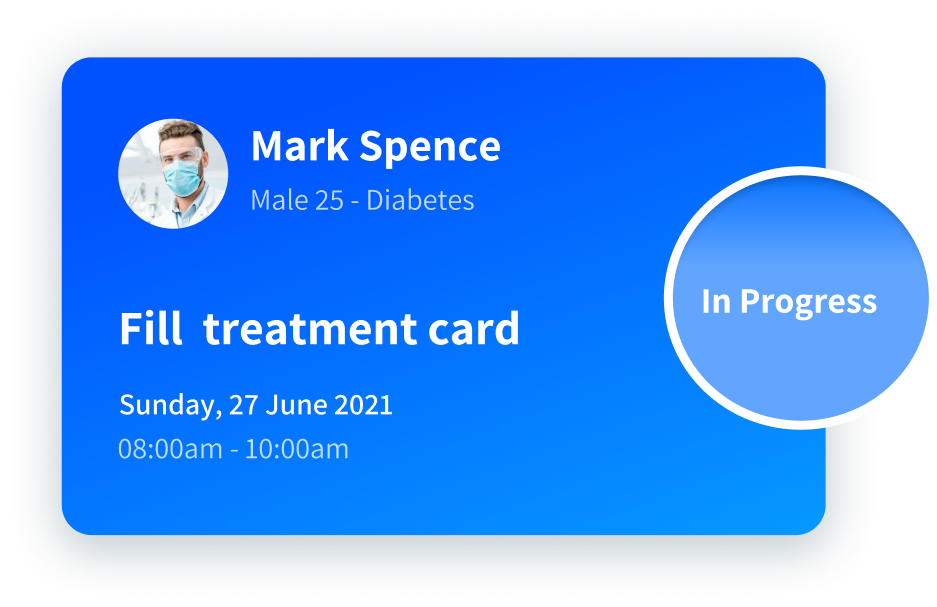 Mark Spence
Male 25 - Diabetes
In Progress
Fill  treatment card
Sunday, 27 June 2021
08:00am - 10:00am